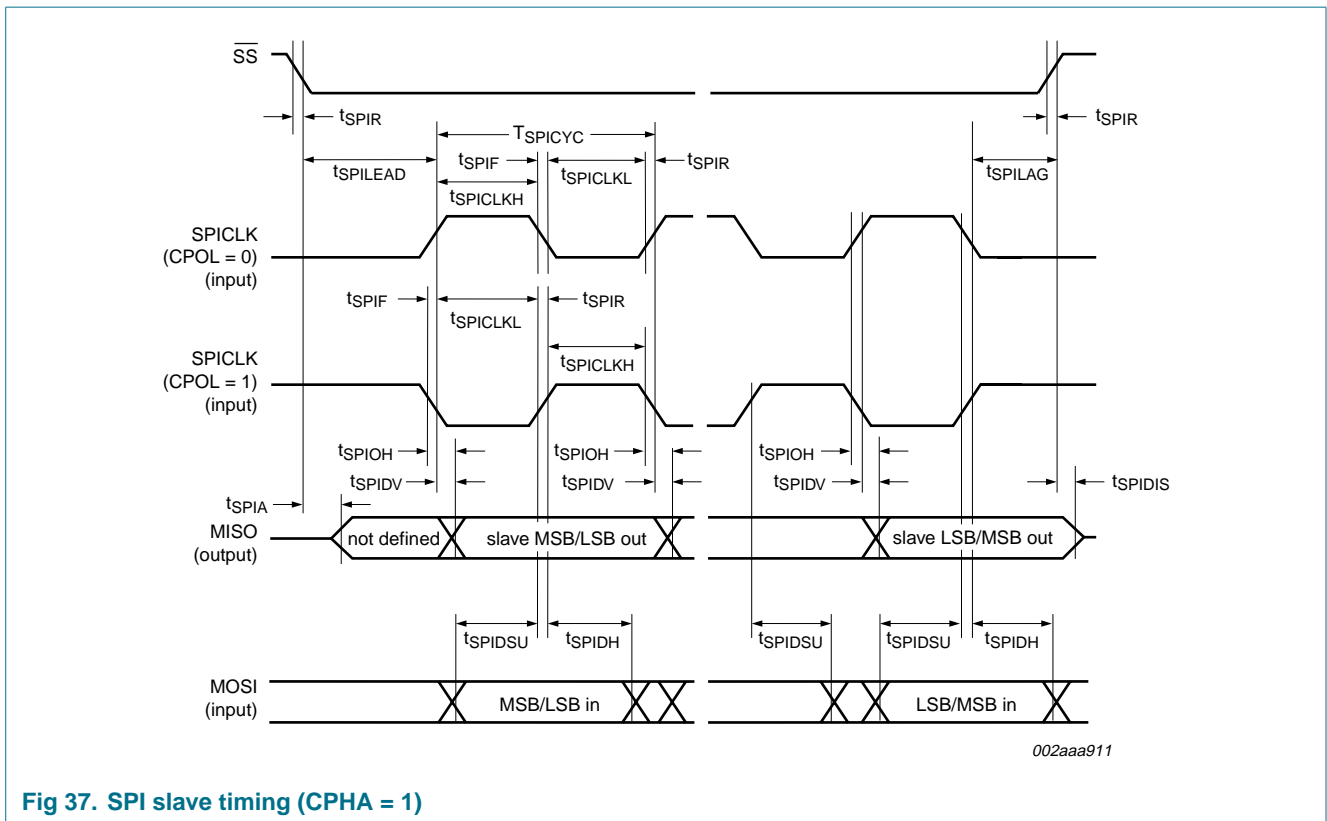 SS
tSPIR
tSPIR
TSPICYC
tSPILEAD
tSPIF
tSPICLKL
tSPIR
tSPILAG
tSPICLKH
SPICLK
(CPOL = 0)
(input)
tSPIF
tSPICLKL
tSPIR
tSPICLKH
SPICLK
(CPOL = 1)
(input)
tSPIOH
tSPIOH
tSPIOH
tSPIDV
tSPIDV
tSPIDV
tSPIDIS
tSPIA
MISO
(output)
not defined
slave MSB/LSB out
slave LSB/MSB out
tSPIDSU
tSPIDH
tSPIDSU
tSPIDSU
tSPIDH
MOSI
(input)
MSB/LSB in
LSB/MSB in
002aaa911
Fig 37. SPI slave timing (CPHA = 1)